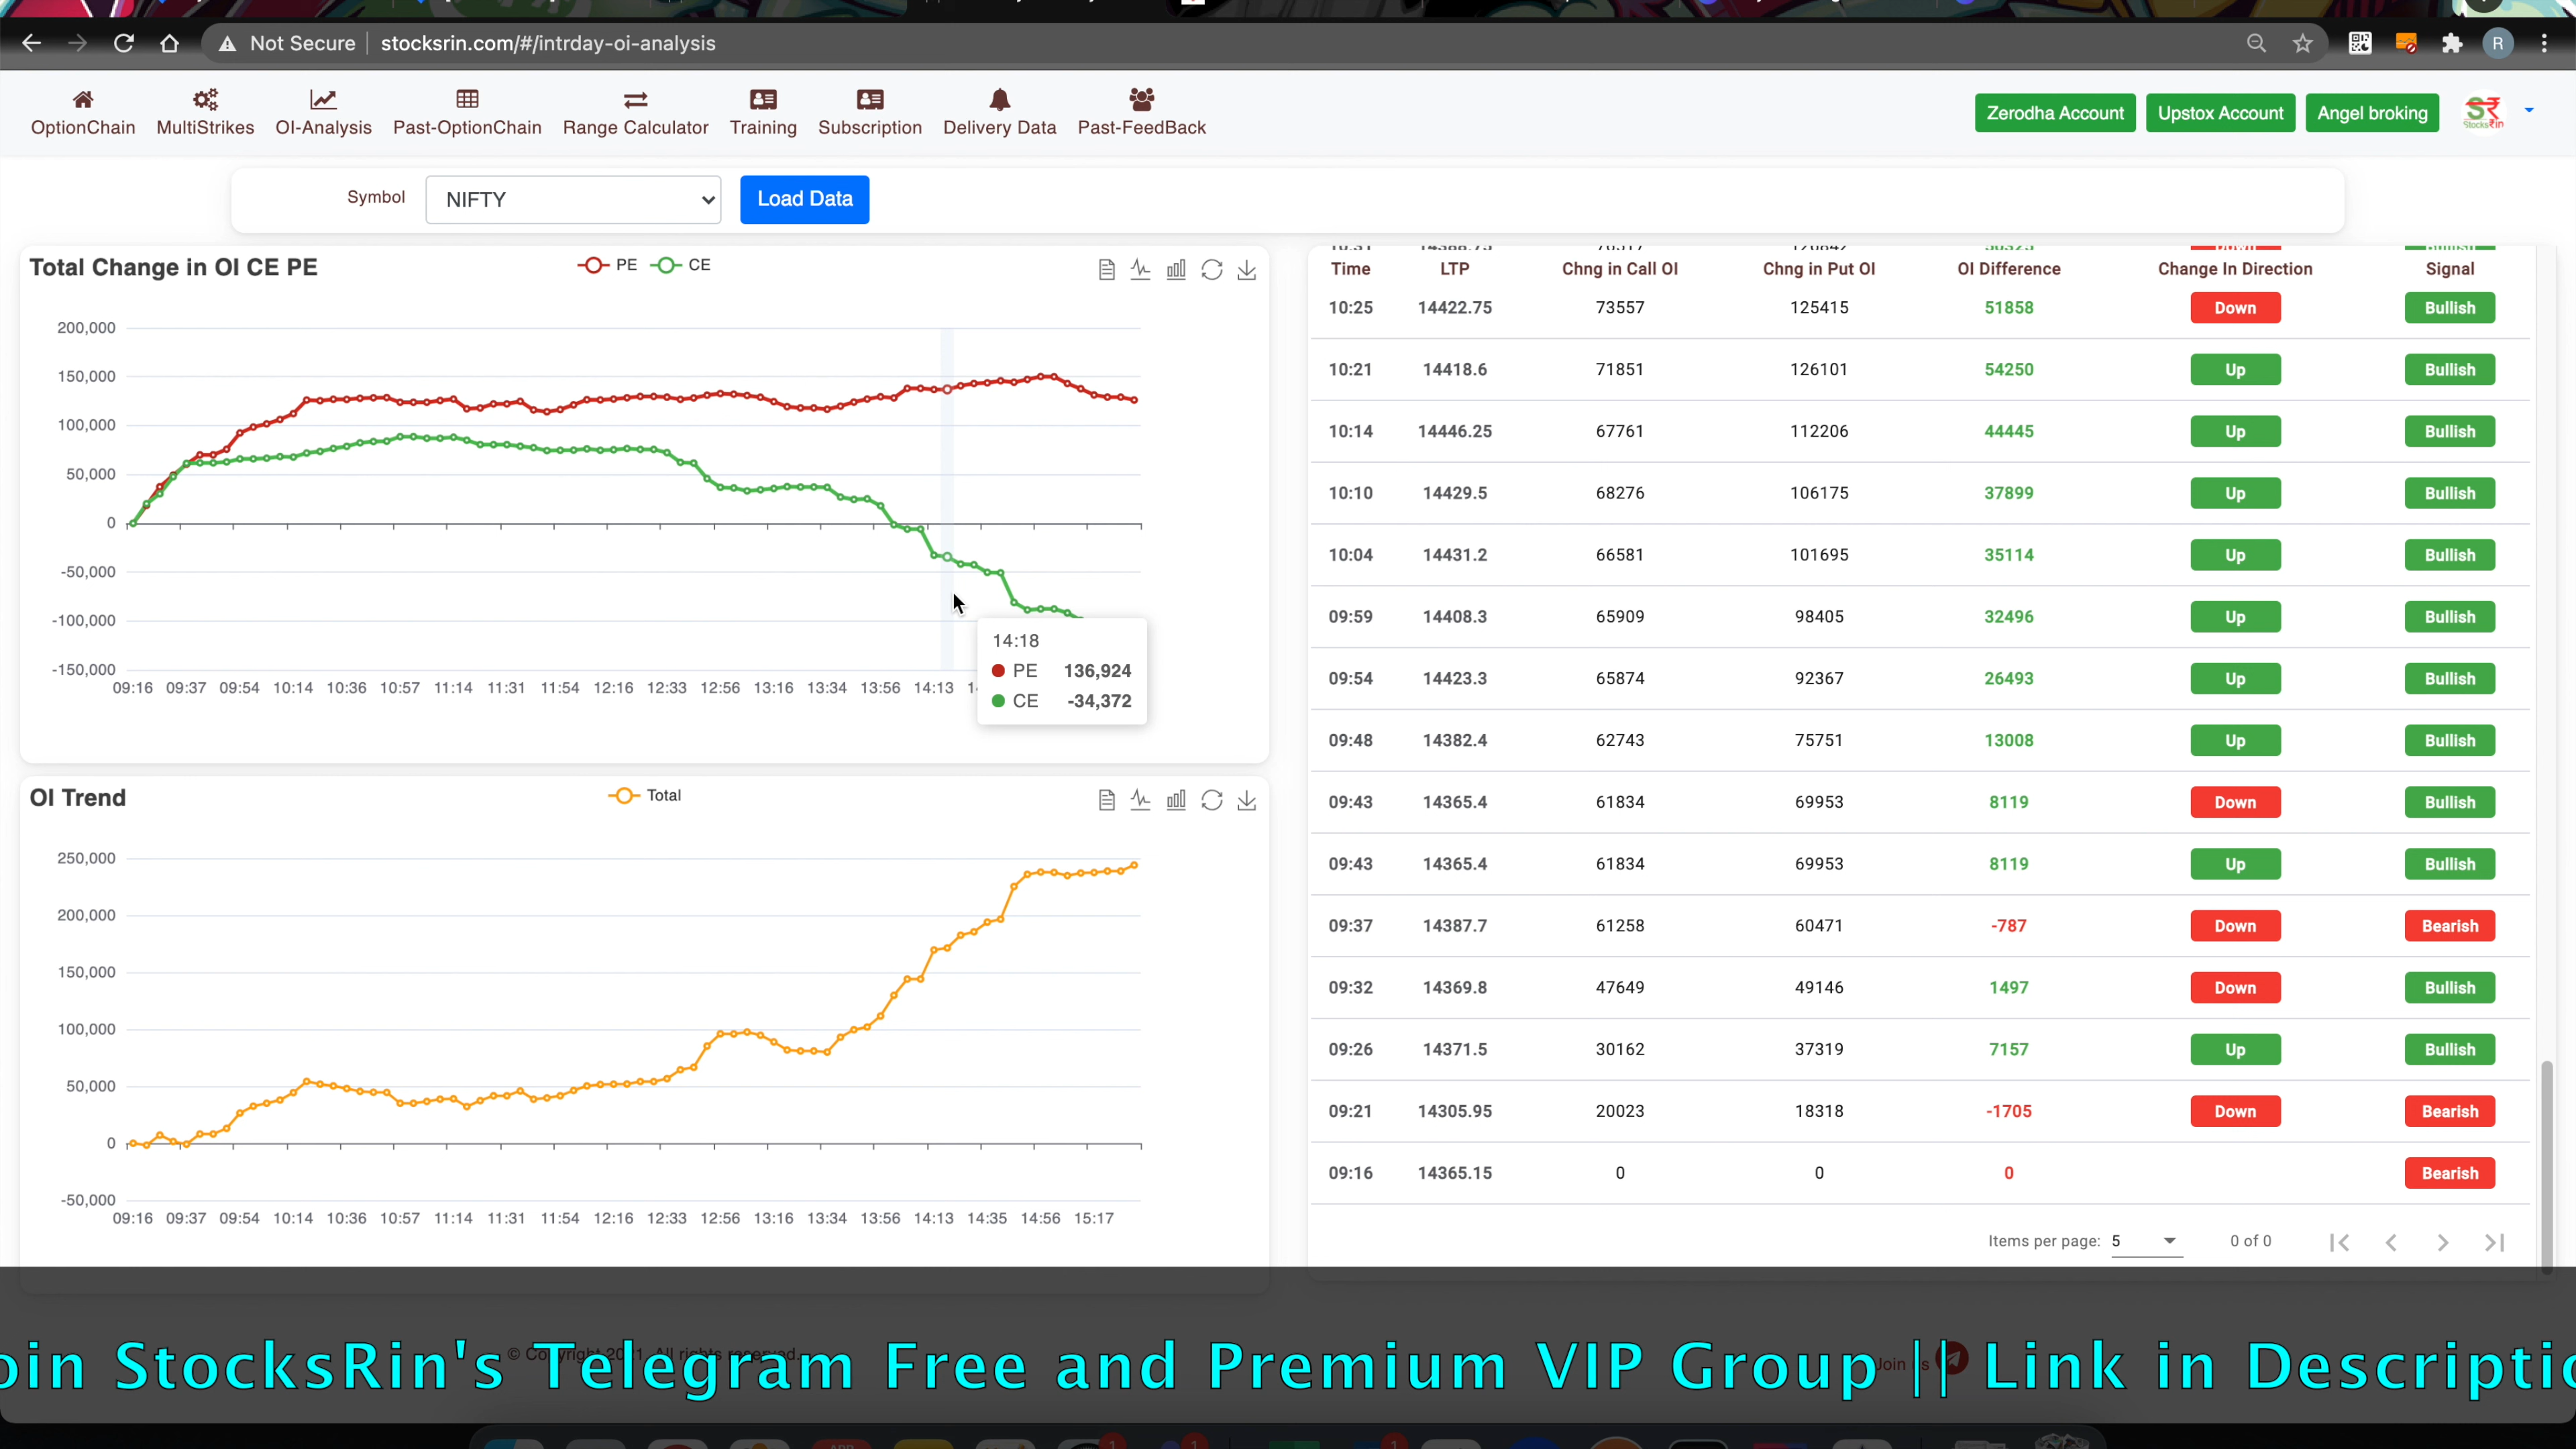 Not Secure | stocksrin.com/#/intrday-oi-analysis
R
OptionChain MultiStrikes OI-Analysis Past-OptionChain Range Calculator Training Subscription Delivery Data Past-FeedBack
Zerodha Account Upstox Account Angel broking
Symbol NIFTY Load Data
Total Change in OI CE PE
PE CE
200,000
150,000
100,000
50,000
0
-50,000
-100,000
-150,000
09:16 09:37 09:54 10:14 10:36 10:57 11:14 11:31 11:54 12:16 12:33 12:56 13:16 13:34 13:56 14:13
14:18
PE 136,924
CE -34,372
OI Trend
Total
250,000
200,000
150,000
100,000
50,000
0
-50,000
09:16 09:37 09:54 10:14 10:36 10:57 11:14 11:31 11:54 12:16 12:33 12:56 13:16 13:34 13:56 14:13 14:35 14:56 15:17
Time LTP Chng in Call OI Chng in Put OI OI Difference Change In Direction Signal
10:25 14422.75 73557 125415 51858 Down Bullish
10:21 14418.6 71851 126101 54250 Up Bullish
10:14 14446.25 67761 112206 44445 Up Bullish
10:10 14429.5 68276 106175 37899 Up Bullish
10:04 14431.2 66581 101695 35114 Up Bullish
09:59 14408.3 65909 98405 32496 Up Bullish
09:54 14423.3 65874 92367 26493 Up Bullish
09:48 14382.4 62743 75751 13008 Up Bullish
09:43 14365.4 61834 69953 8119 Down Bullish
09:43 14365.4 61834 69953 8119 Up Bullish
09:37 14387.7 61258 60471 -787 Down Bearish
09:32 14369.8 47649 49146 1497 Down Bullish
09:26 14371.5 30162 37319 7157 Up Bullish
09:21 14305.95 20023 18318 -1705 Down Bearish
09:16 14365.15 0 0 0 Bearish
Items per page: 5 0 of 0
© Copyright 2021. All rights reserved.
Join us
oin StocksRin's Telegram Free and Premium VIP Group || Link in Descriptio